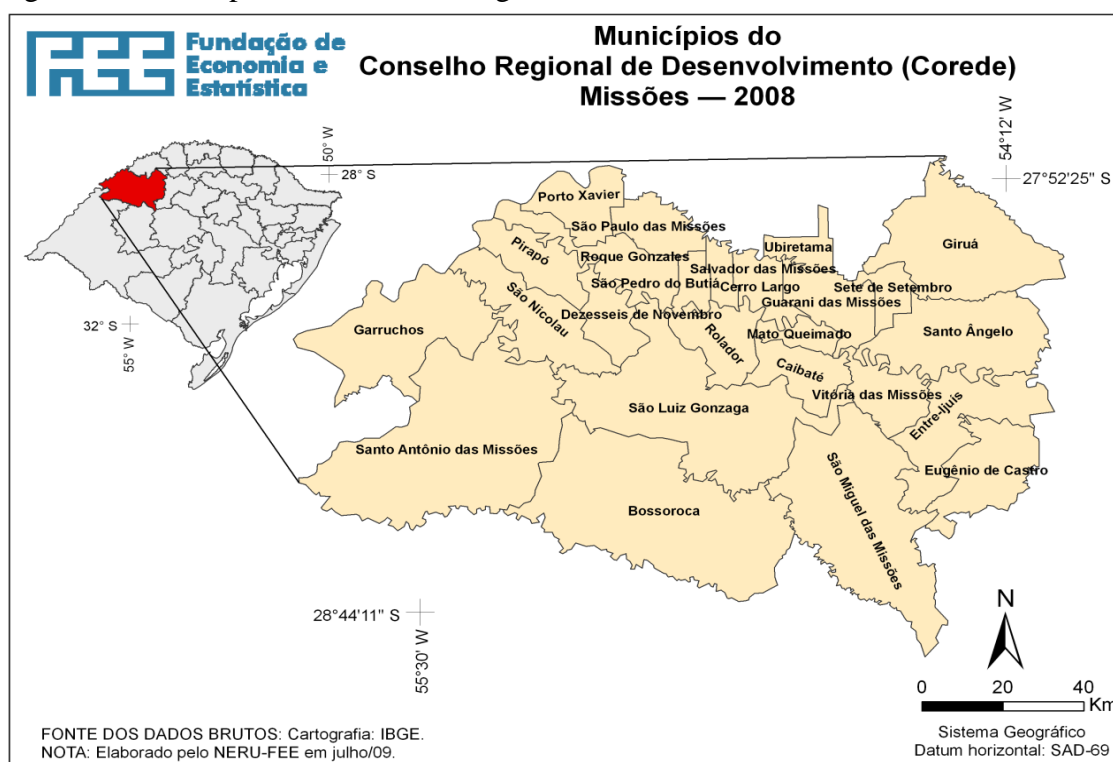 FEE Fundação de
Economia e
Estatística
Municípios do
Conselho Regional de Desenvolvimento (Corede)
Missões — 2008
50° W
28° S
54°12' W
27°52'25" S
32° S
55° W
Porto Xavier
São Paulo das Missões
Pirapó
Roque Gonzales
Ubiretama
Giruá
Salvador das Missões
São Pedro do Butiá
Cerro Largo
Sete de Setembro
Guarani das Missões
São Nicolau
Dezesseis de Novembro
Rolador
Mato Queimado
Santo Ângelo
Garruchos
Caibaté
Vitória das Missões
São Luiz Gonzaga
Entre-Ijuís
Santo Antônio das Missões
Eugênio de Castro
São Miguel das Missões
Bossoroca
28°44'11" S
55°30' W
N
0 20 40
Km
Sistema Geográfico
Datum horizontal: SAD-69
FONTE DOS DADOS BRUTOS: Cartografia: IBGE.
NOTA: Elaborado pelo NERU-FEE em julho/09.